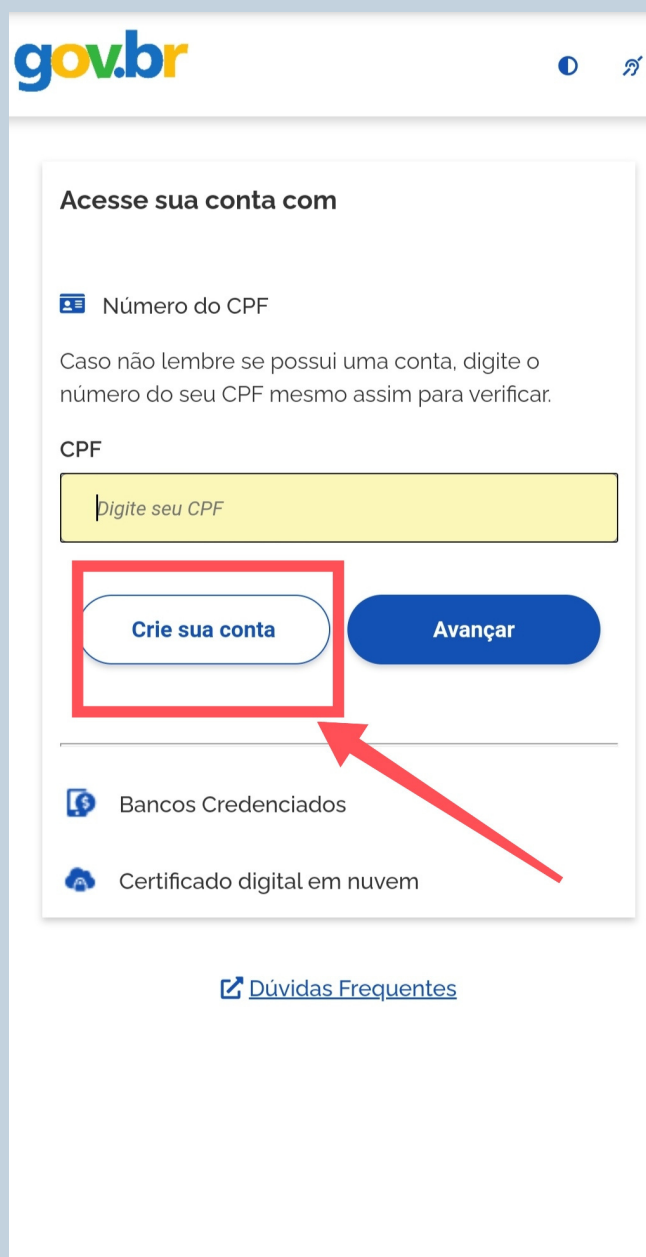 gov.br
Acesse sua conta com
Número do CPF
Caso não lembre se possui uma conta, digite o
número do seu CPF mesmo assim para verificar.
CPF
Digite seu CPF
Crie sua conta
Avançar
Bancos Credenciados
Certificado digital em nuvem
Dúvidas Frequentes